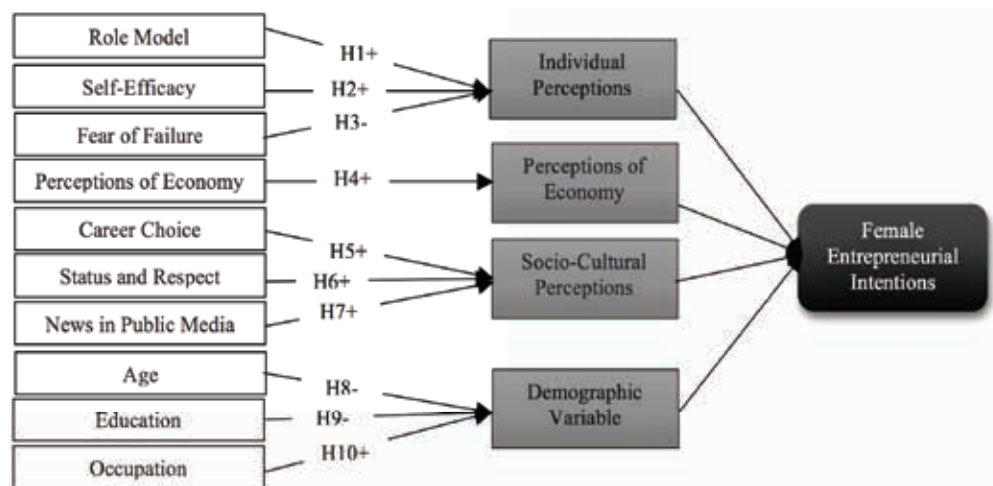 Role Model
Self-Efficacy
Fear of Failure
Perceptions of Economy
Career Choice
Status and Respect
News in Public Media
Age
Education
Occupation
H1+
H2+
H3-
H4+
H5+
H6+
H7+
H8-
H9-
H10+
Individual
Perceptions
Perceptions of
Economy
Socio-Cultural
Perceptions
Demographic
Variable
Female
Entrepreneurial
Intentions